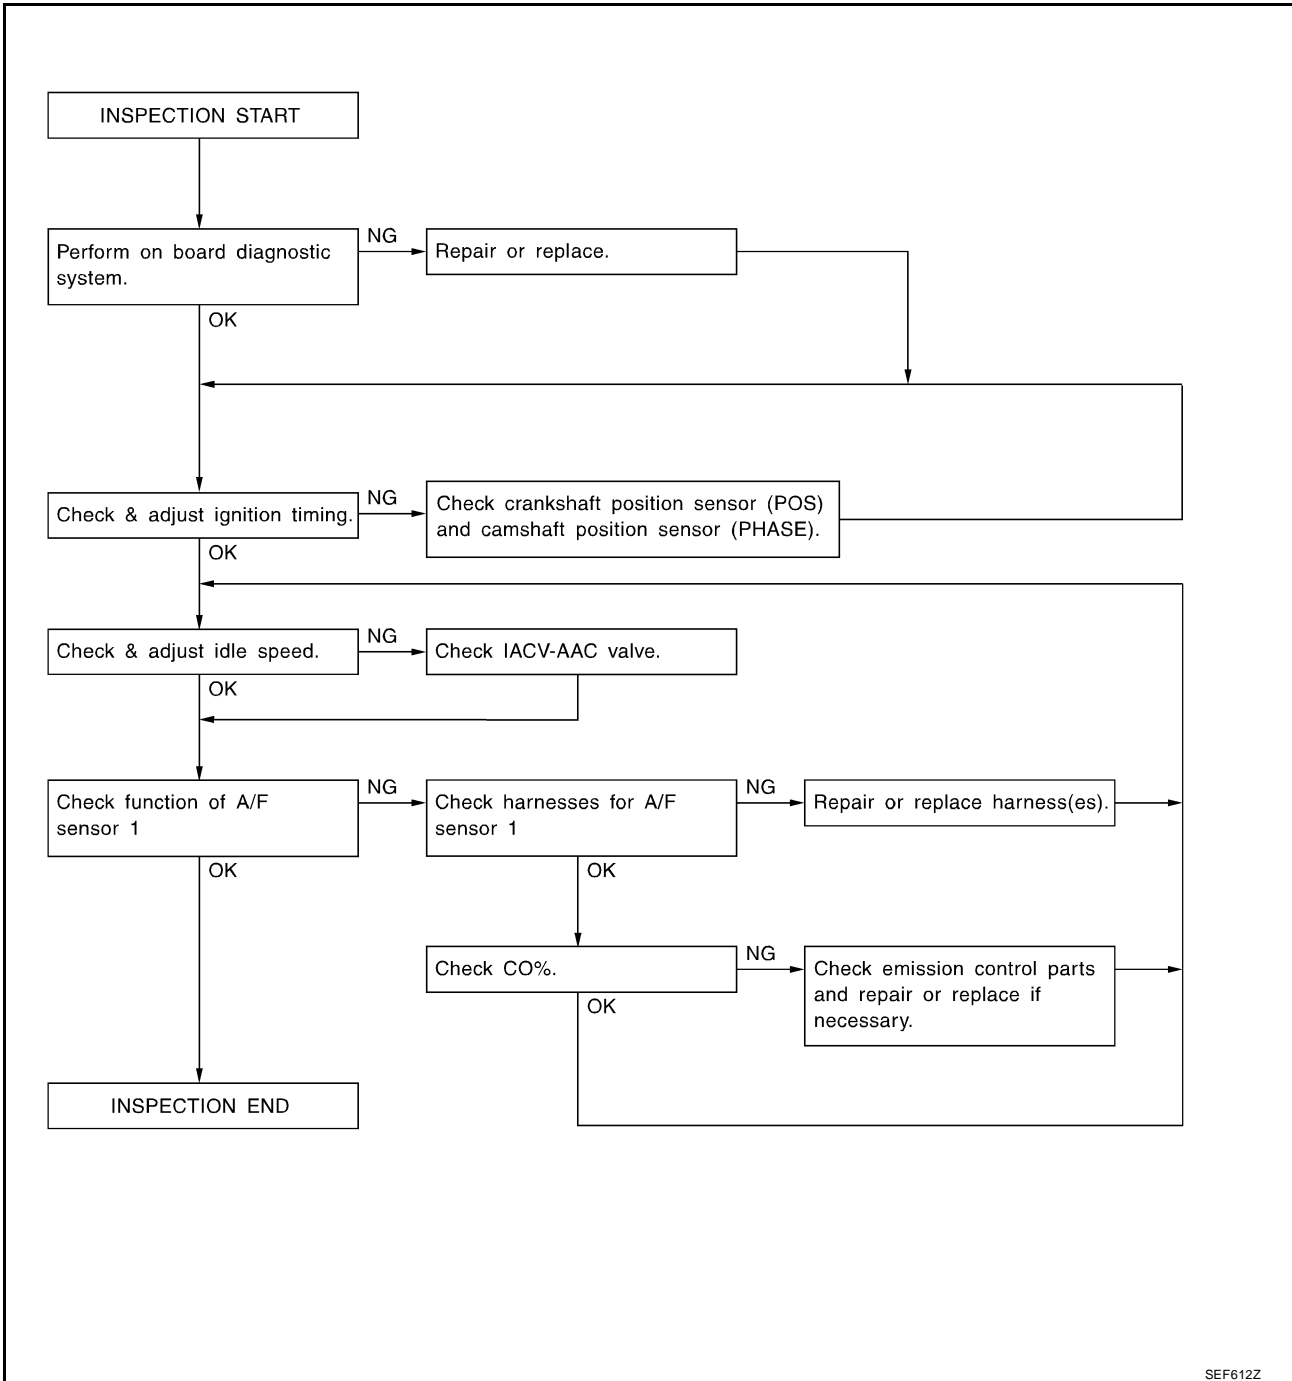 INSPECTION START
Perform on board diagnostic
system.
NG
Repair or replace.
OK
Check & adjust ignition timing.
NG
Check crankshaft position sensor (POS)
and camshaft position sensor (PHASE).
OK
Check & adjust idle speed.
NG
Check IACV-AAC valve.
OK
Check function of A/F
sensor 1
NG
Check harnesses for A/F
sensor 1
NG
Repair or replace harness(es).
OK
OK
Check CO%.
NG
Check emission control parts
and repair or replace if
necessary.
OK
INSPECTION END
SEF612Z